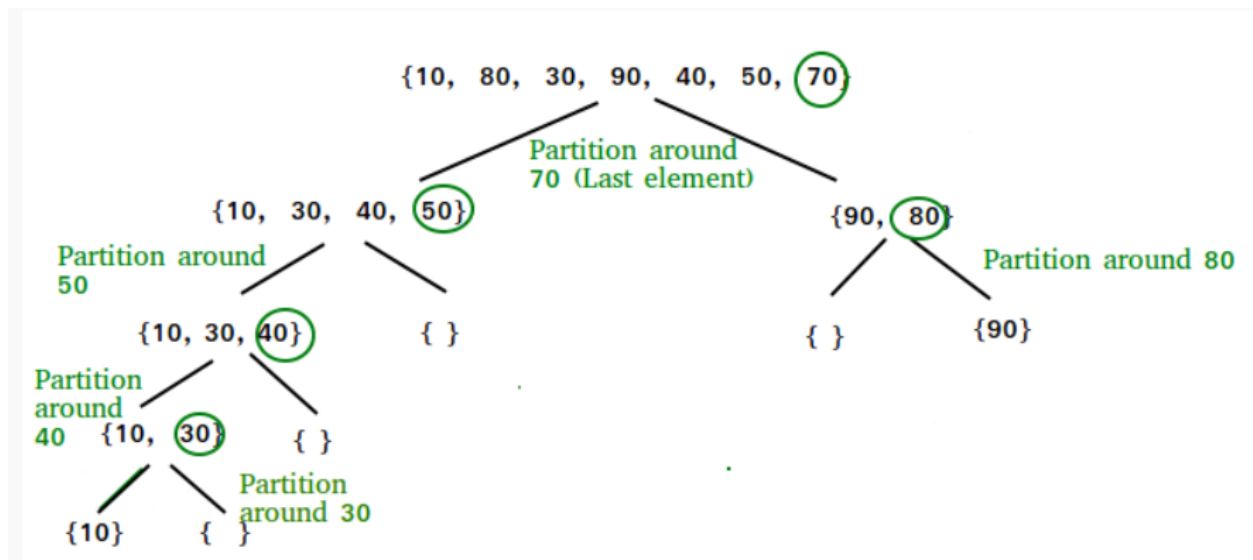 {10, 80, 30, 90, 40, 50, 70}
Partition around
70 (Last element)
{10, 30, 40, 50}
{90, 80}
Partition around
50
Partition around 80
{10, 30, 40}
{ }
{ }
{90}
Partition
around
40
{10, 30}
{ }
Partition
around 30
{10}
{ }